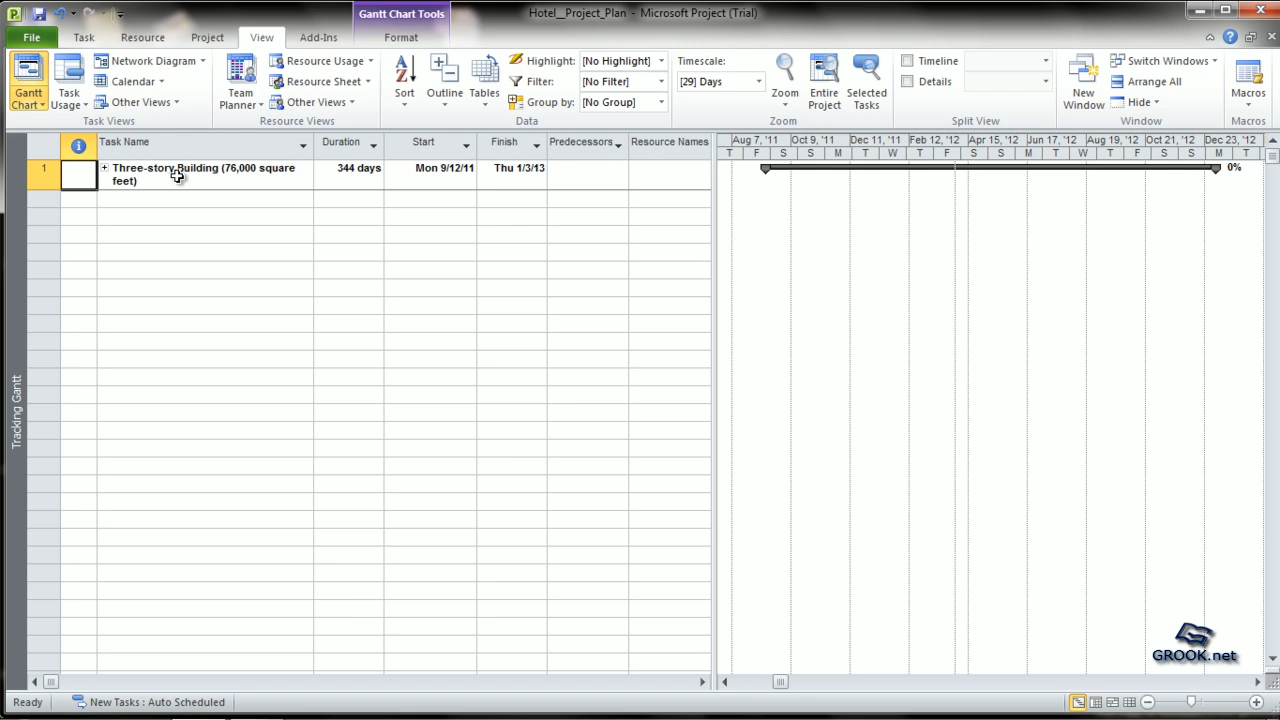 Gantt Chart Tools
Hotel__Project_Plan - Microsoft Project (Trial)
File Task Resource Project View Add-Ins Format
Gantt Chart
Task Usage
Network Diagram
Calendar
Other Views
Task Views
Team Planner
Resource Usage
Resource Sheet
Other Views
Resource Views
Sort
Outline
Tables
Highlight: [No Highlight]
Filter: [No Filter]
Group by: [No Group]
Data
Timescale:
[29] Days
Zoom
Entire Project
Selected Tasks
Zoom
Timeline
Details
Split View
New Window
Switch Windows
Arrange All
Hide
Window
Macros
Macros
Task Name Duration Start Finish Predecessors Resource Names
Aug 7, '11 Oct 9, '11 Dec 11, '11 Feb 12, '12 Apr 15, '12 Jun 17, '12 Aug 19, '12 Oct 21, '12 Dec 23, '12
T F S S M T W T F S S M T W T F S M T
1 Three-story Building (76,000 square 344 days Mon 9/12/11 Thu 1/3/13 0%
feet)
Tracking Gantt
GROOK.net
Ready New Tasks : Auto Scheduled